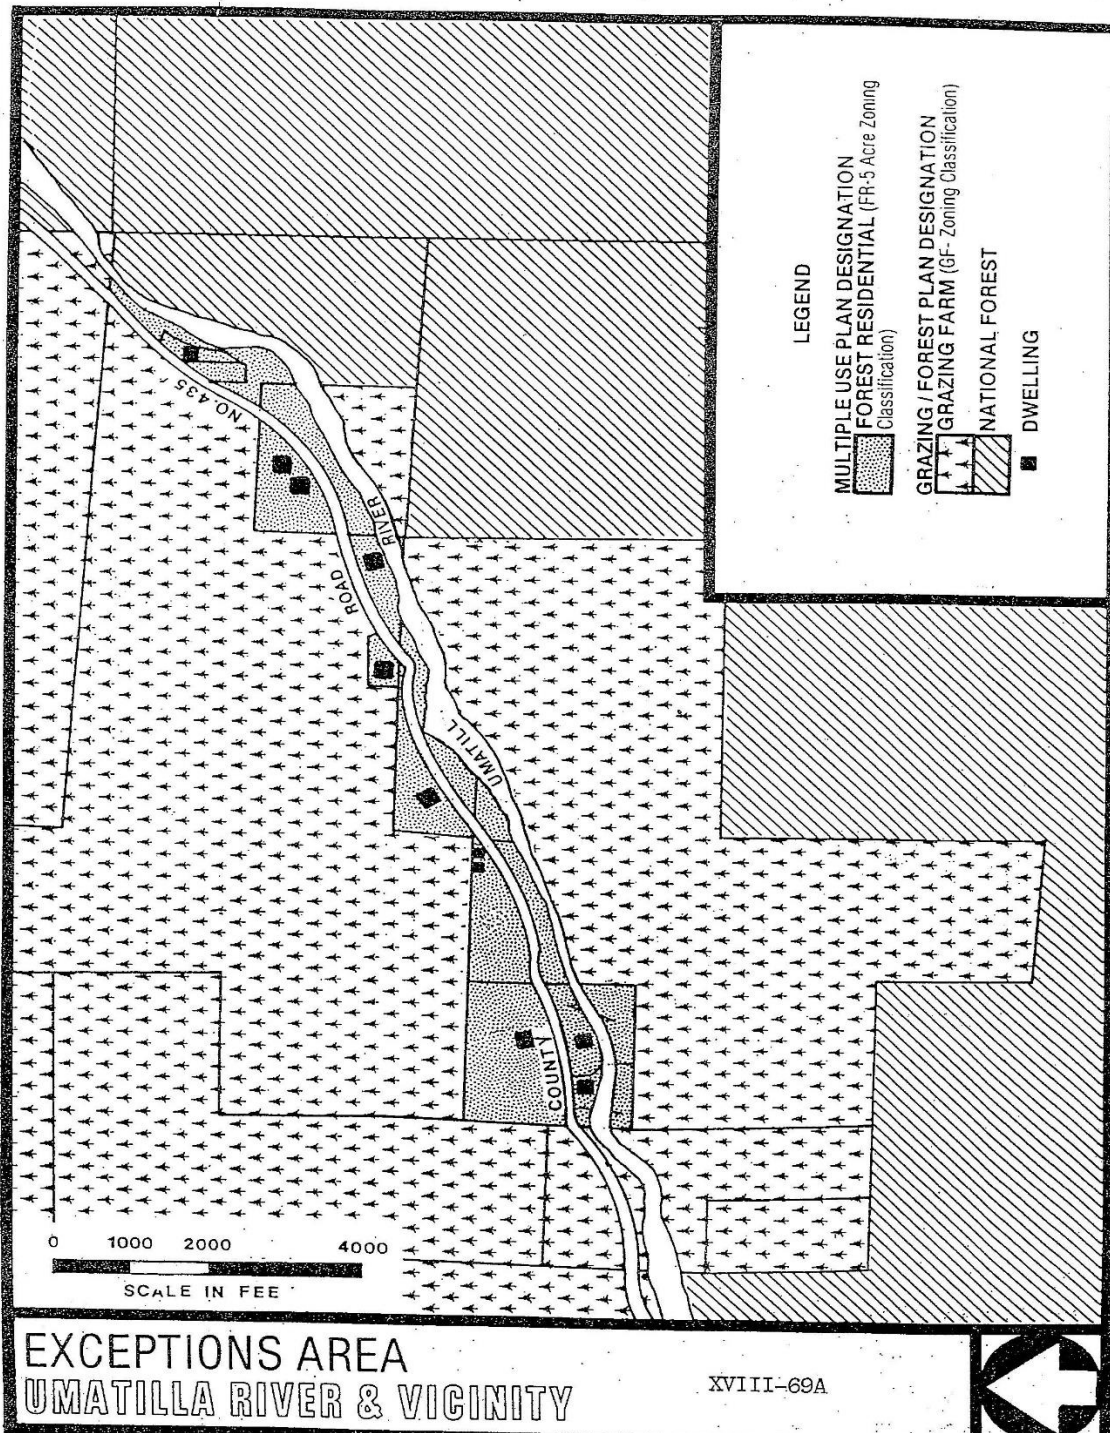 LEGEND
MULTIPLE USE PLAN DESIGNATION
FOREST RESIDENTIAL (FR-5 Acre Zoning
Classification)
GRAZING / FOREST PLAN DESIGNATION
GRAZING FARM (GF- Zoning Classification)
NATIONAL FOREST
DWELLING
NO. 435
ROAD
RIVER
UMATILL
COUNTY
0 1000 2000 4000
SCALE IN FEE
EXCEPTIONS AREA
UMATILLA RIVER & VICINITY
XVIII-69A